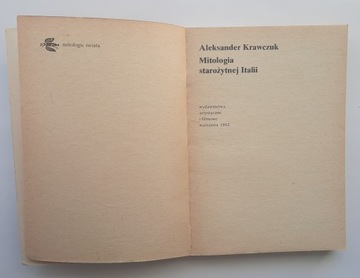 mitologie świata
Aleksander Krawczuk
Mitologia
starożytnej Italii
wydawnictwa
artystyczne
i filmowe
warszawa 1982